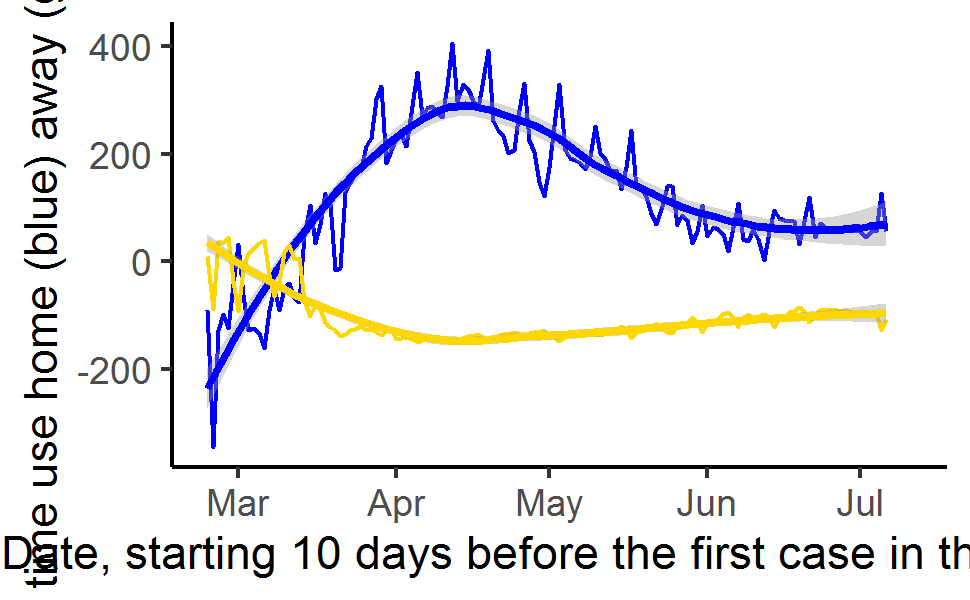 time use home (blue) away (
400
200
0
-200
Mar Apr May Jun Jul
Date, starting 10 days before the first case in th